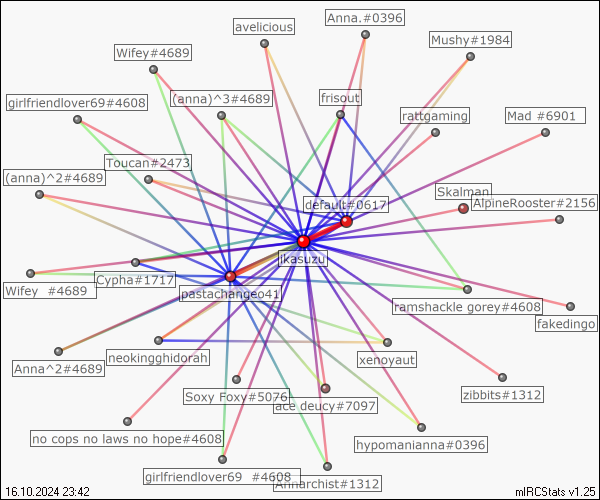 Anna.#0396
avelicious
Mushy#1984
Wifey#4689
girlfriendlover69#4608
(anna)^3#4689
frisout
rattgaming
Mad #6901
Toucan#2473
(anna)^2#4689
Skalman
default#0617
AlpineRooster#2156
jkasuzu
Cypha#1717
Wifey #4689
pastachangeo41
ramshackle gorey#4608
fakedingo
neokingghidorah
xenoyaut
Anna^2#4689
Soxy Foxy#5076
zibbits#1312
ace deucy#7097
no cops no laws no hope#4608
hypomanianna#0396
girlfriendlover69 #4608
Annarchist#1312
16.10.2024 23:42
mIRCStats v1.25